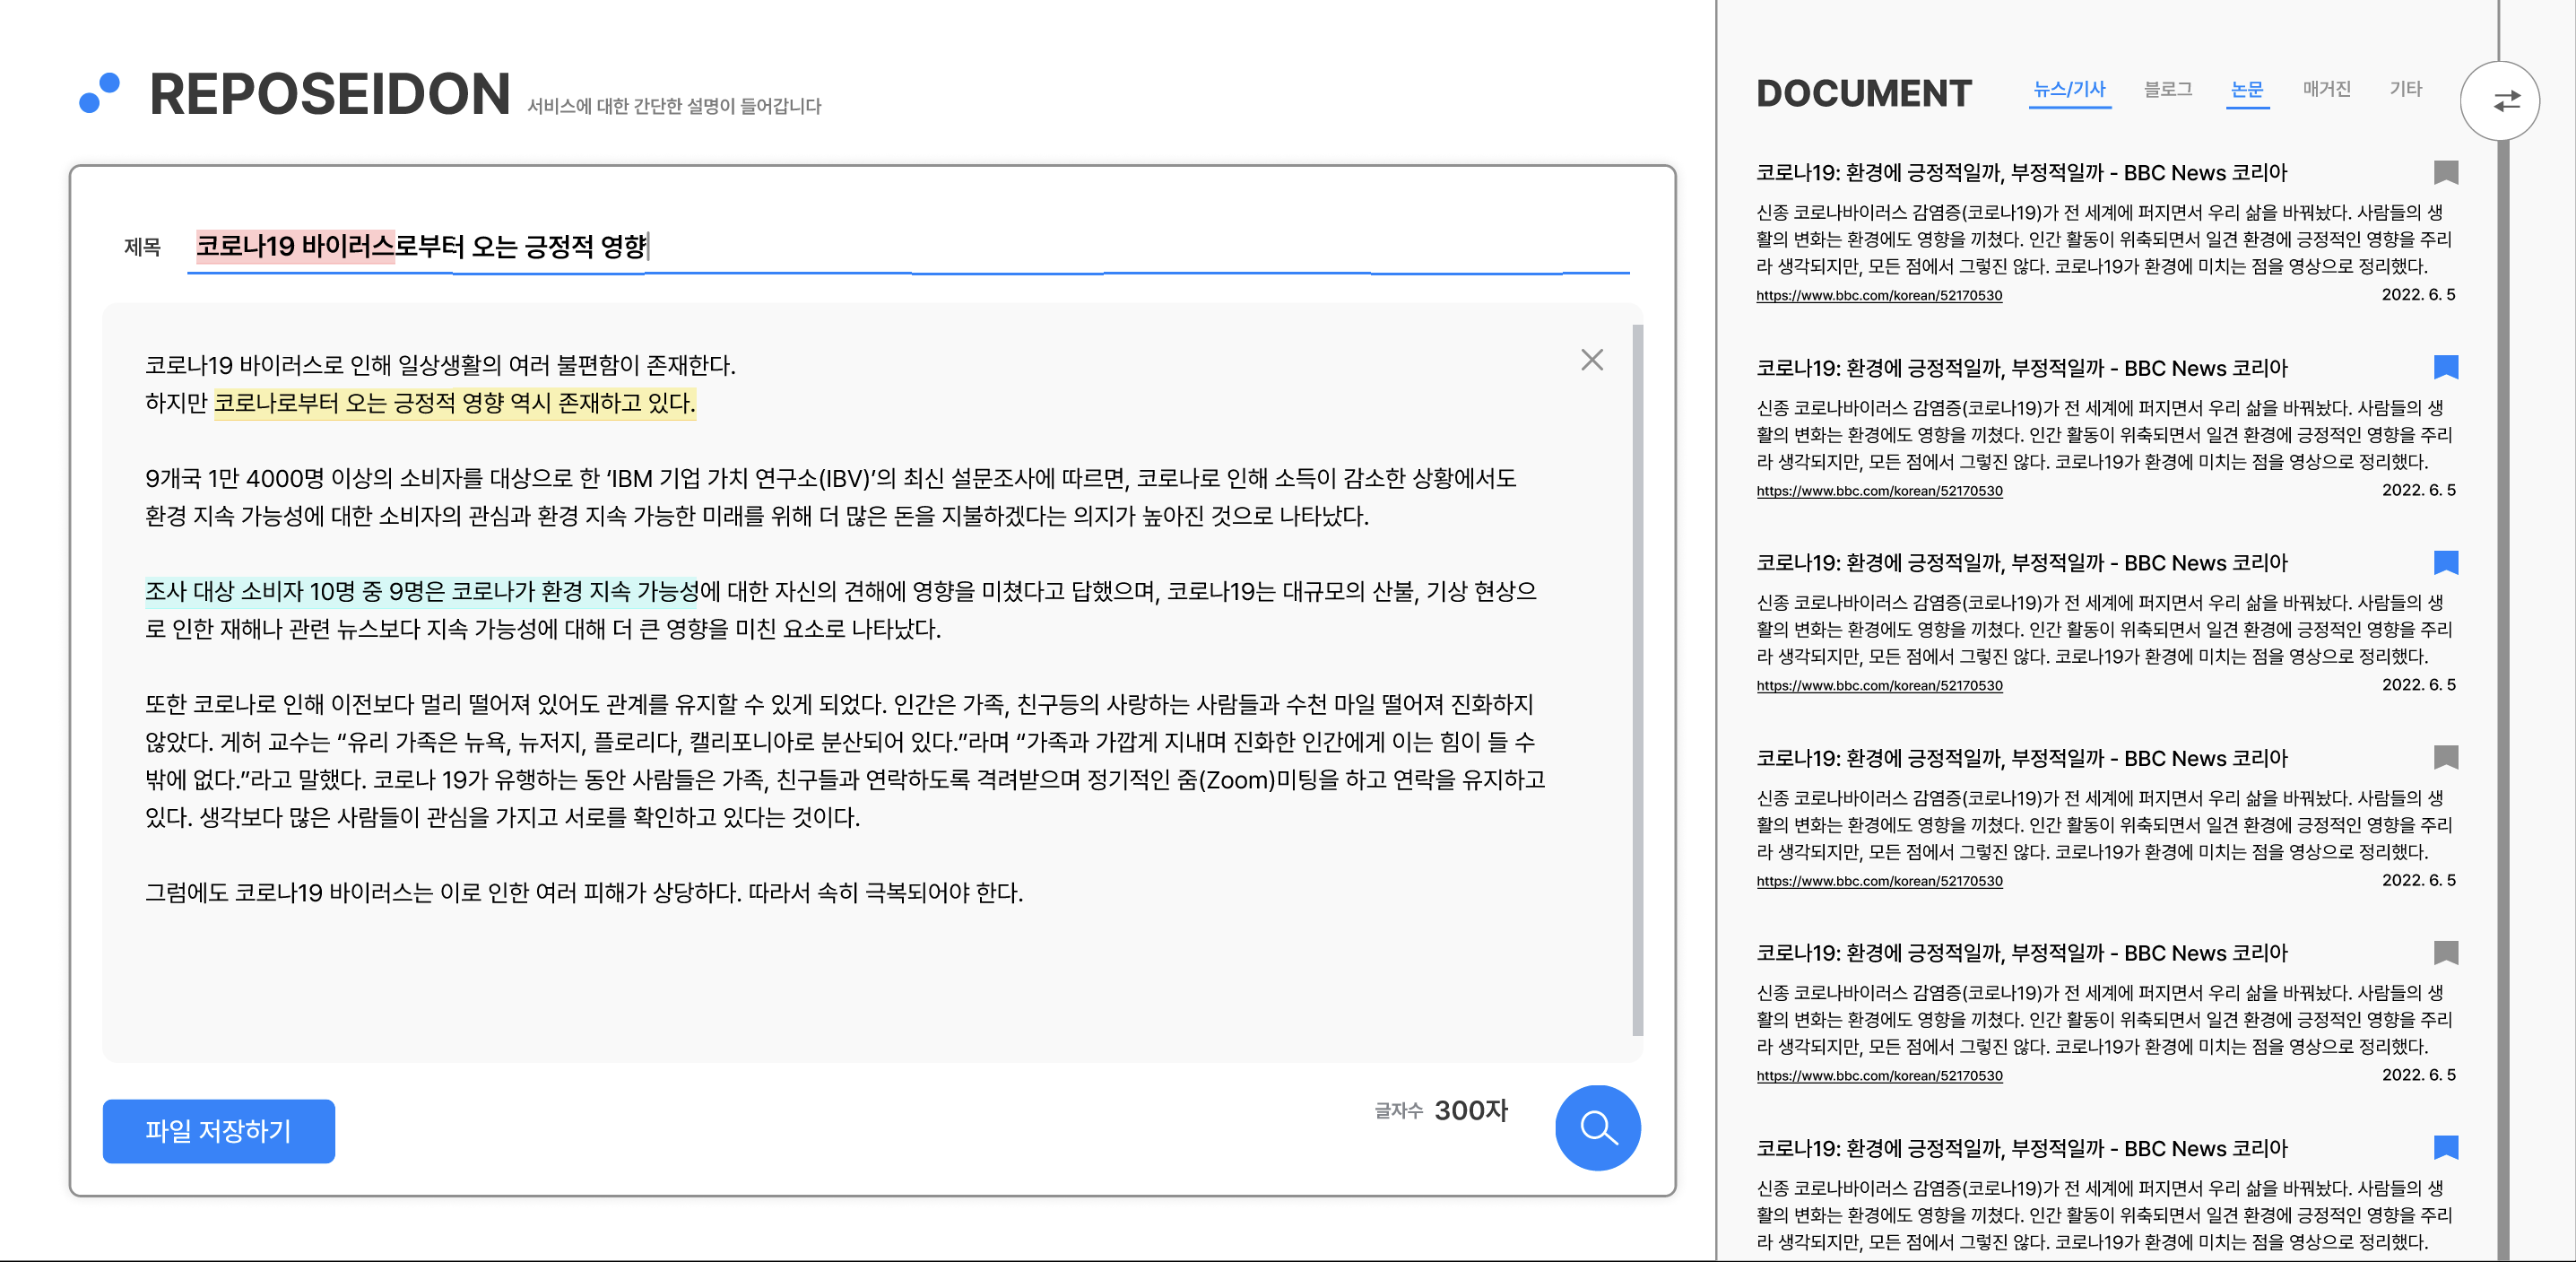 REPOSEIDON 서비스에 대한 간단한 설명이 들어갑니다
제목 코로나19 바이러스로부터 오는 긍정적 영향
코로나19 바이러스로 인해 일상생활의 여러 불편함이 존재한다.
하지만 코로나로부터 오는 긍정적 영향 역시 존재하고 있다.
9개국 1만 4000명 이상의 소비자를 대상으로 한 ‘IBM 기업 가치 연구소(IBV)’의 최신 설문조사에 따르면, 코로나로 인해 소득이 감소한 상황에서도
환경 지속 가능성에 대한 소비자의 관심과 환경 지속 가능한 미래를 위해 더 많은 돈을 지불하겠다는 의지가 높아진 것으로 나타났다.
조사 대상 소비자 10명 중 9명은 코로나가 환경 지속 가능성에 대한 자신의 견해에 영향을 미쳤다고 답했으며, 코로나19는 대규모의 산불, 기상 현상으
로 인한 재해나 관련 뉴스보다 지속 가능성에 대해 더 큰 영향을 미친 요소로 나타났다.
또한 코로나로 인해 이전보다 멀리 떨어져 있어도 관계를 유지할 수 있게 되었다. 인간은 가족, 친구등의 사랑하는 사람들과 수천 마일 떨어져 진화하지
않았다. 게허 교수는 “유리 가족은 뉴욕, 뉴저지, 플로리다, 캘리포니아로 분산되어 있다.”라며 “가족과 가깝게 지내며 진화한 인간에게 이는 힘이 들 수
밖에 없다.”라고 말했다. 코로나 19가 유행하는 동안 사람들은 가족, 친구들과 연락하도록 격려받으며 정기적인 줌(Zoom)미팅을 하고 연락을 유지하고
있다. 생각보다 많은 사람들이 관심을 가지고 서로를 확인하고 있다는 것이다.
그럼에도 코로나19 바이러스는 이로 인한 여러 피해가 상당하다. 따라서 속히 극복되어야 한다.
파일 저장하기
글자수 300자
DOCUMENT 뉴스/기사 블로그 논문 매거진 기타
코로나19: 환경에 긍정적일까, 부정적일까 - BBC News 코리아
신종 코로나바이러스 감염증(코로나19)가 전 세계에 퍼지면서 우리 삶을 바꿔놨다. 사람들의 생
활의 변화는 환경에도 영향을 끼쳤다. 인간 활동이 위축되면서 일견 환경에 긍정적인 영향을 주리
라 생각되지만, 모든 점에서 그렇진 않다. 코로나19가 환경에 미치는 점을 영상으로 정리했다.
https://www.bbc.com/korean/52170530 2022. 6. 5
코로나19: 환경에 긍정적일까, 부정적일까 - BBC News 코리아
신종 코로나바이러스 감염증(코로나19)가 전 세계에 퍼지면서 우리 삶을 바꿔놨다. 사람들의 생
활의 변화는 환경에도 영향을 끼쳤다. 인간 활동이 위축되면서 일견 환경에 긍정적인 영향을 주리
라 생각되지만, 모든 점에서 그렇진 않다. 코로나19가 환경에 미치는 점을 영상으로 정리했다.
https://www.bbc.com/korean/52170530 2022. 6. 5
코로나19: 환경에 긍정적일까, 부정적일까 - BBC News 코리아
신종 코로나바이러스 감염증(코로나19)가 전 세계에 퍼지면서 우리 삶을 바꿔놨다. 사람들의 생
활의 변화는 환경에도 영향을 끼쳤다. 인간 활동이 위축되면서 일견 환경에 긍정적인 영향을 주리
라 생각되지만, 모든 점에서 그렇진 않다. 코로나19가 환경에 미치는 점을 영상으로 정리했다.
https://www.bbc.com/korean/52170530 2022. 6. 5
코로나19: 환경에 긍정적일까, 부정적일까 - BBC News 코리아
신종 코로나바이러스 감염증(코로나19)가 전 세계에 퍼지면서 우리 삶을 바꿔놨다. 사람들의 생
활의 변화는 환경에도 영향을 끼쳤다. 인간 활동이 위축되면서 일견 환경에 긍정적인 영향을 주리
라 생각되지만, 모든 점에서 그렇진 않다. 코로나19가 환경에 미치는 점을 영상으로 정리했다.
https://www.bbc.com/korean/52170530 2022. 6. 5
코로나19: 환경에 긍정적일까, 부정적일까 - BBC News 코리아
신종 코로나바이러스 감염증(코로나19)가 전 세계에 퍼지면서 우리 삶을 바꿔놨다. 사람들의 생
활의 변화는 환경에도 영향을 끼쳤다. 인간 활동이 위축되면서 일견 환경에 긍정적인 영향을 주리
라 생각되지만, 모든 점에서 그렇진 않다. 코로나19가 환경에 미치는 점을 영상으로 정리했다.
https://www.bbc.com/korean/52170530 2022. 6. 5
코로나19: 환경에 긍정적일까, 부정적일까 - BBC News 코리아
신종 코로나바이러스 감염증(코로나19)가 전 세계에 퍼지면서 우리 삶을 바꿔놨다. 사람들의 생
활의 변화는 환경에도 영향을 끼쳤다. 인간 활동이 위축되면서 일견 환경에 긍정적인 영향을 주리
라 생각되지만, 모든 점에서 그렇진 않다. 코로나19가 환경에 미치는 점을 영상으로 정리했다.